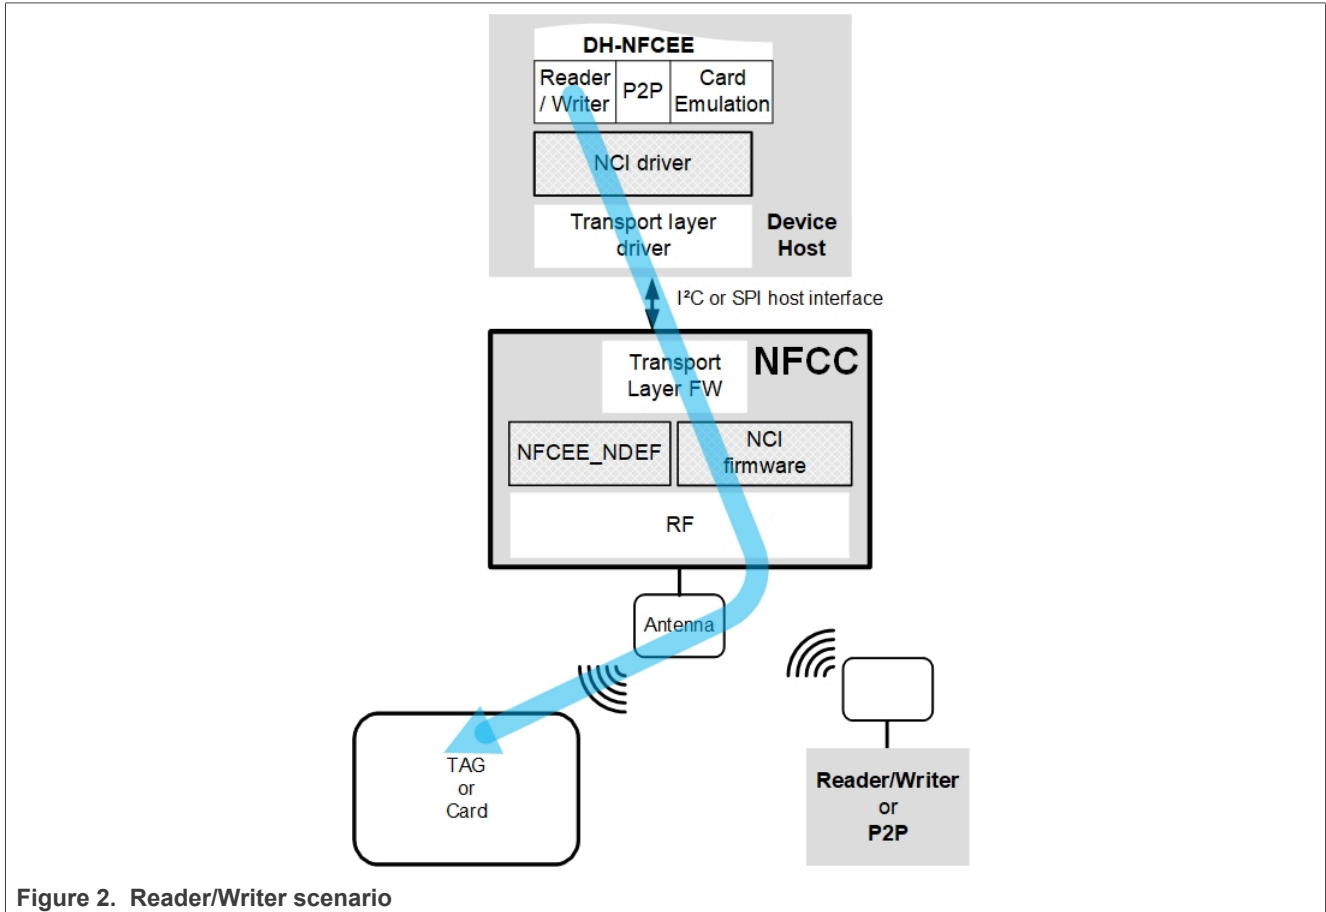 DH-NFCEE
Reader
/ Writer
P2P
Card
Emulation
NCI driver
Transport layer
driver
Device
Host
I²C or SPI host interface
Transport
Layer FW
NFCC
NFCEE_NDEF
NCI
firmware
RF
Antenna
TAG
or
Card
Reader/Writer
or
P2P
Figure 2. Reader/Writer scenario